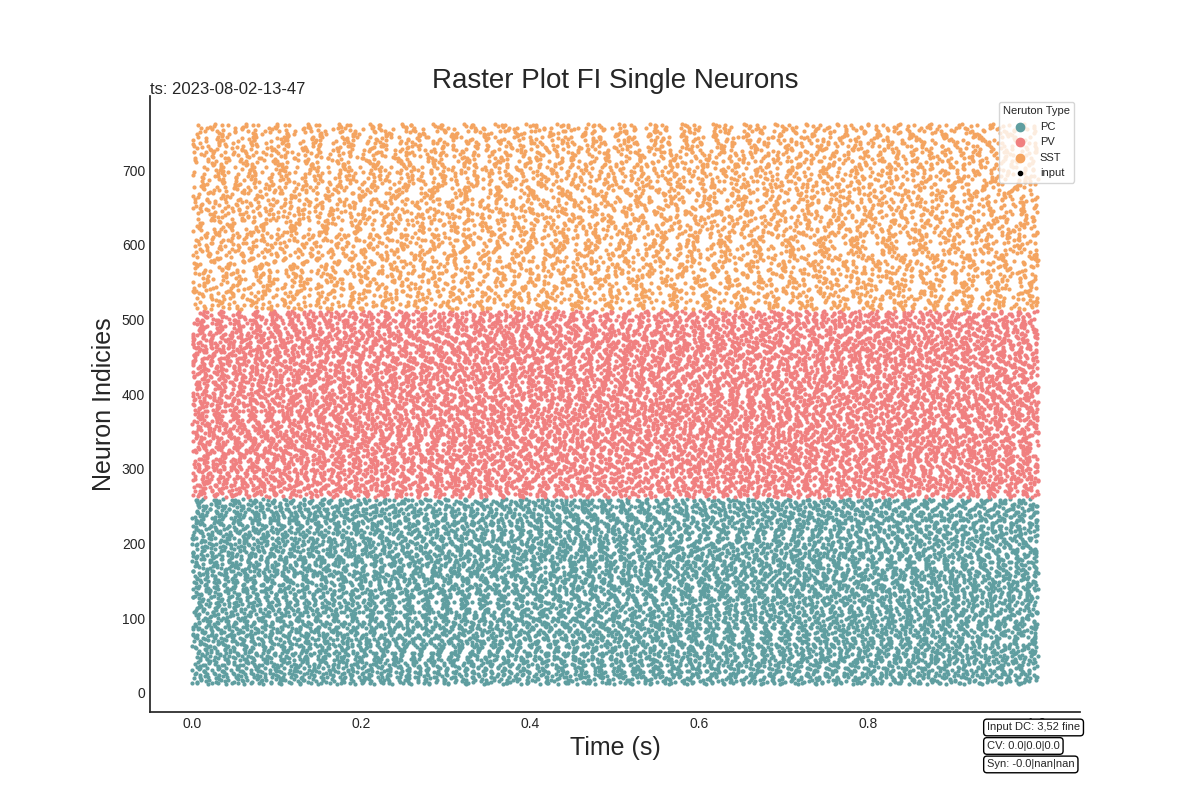 Raster Plot FI Single Neurons
ts: 2023-08-02-13-47
Neruton Type
PC
PV
SST
input
Neuron Indicies
700
600
500
400
300
200
100
0
0.0 0.2 0.4 0.6 0.8
Time (s)
Input DC: 3,52 fine
CV: 0.0|0.0|0.0
Syn: -0.0|nan|nan